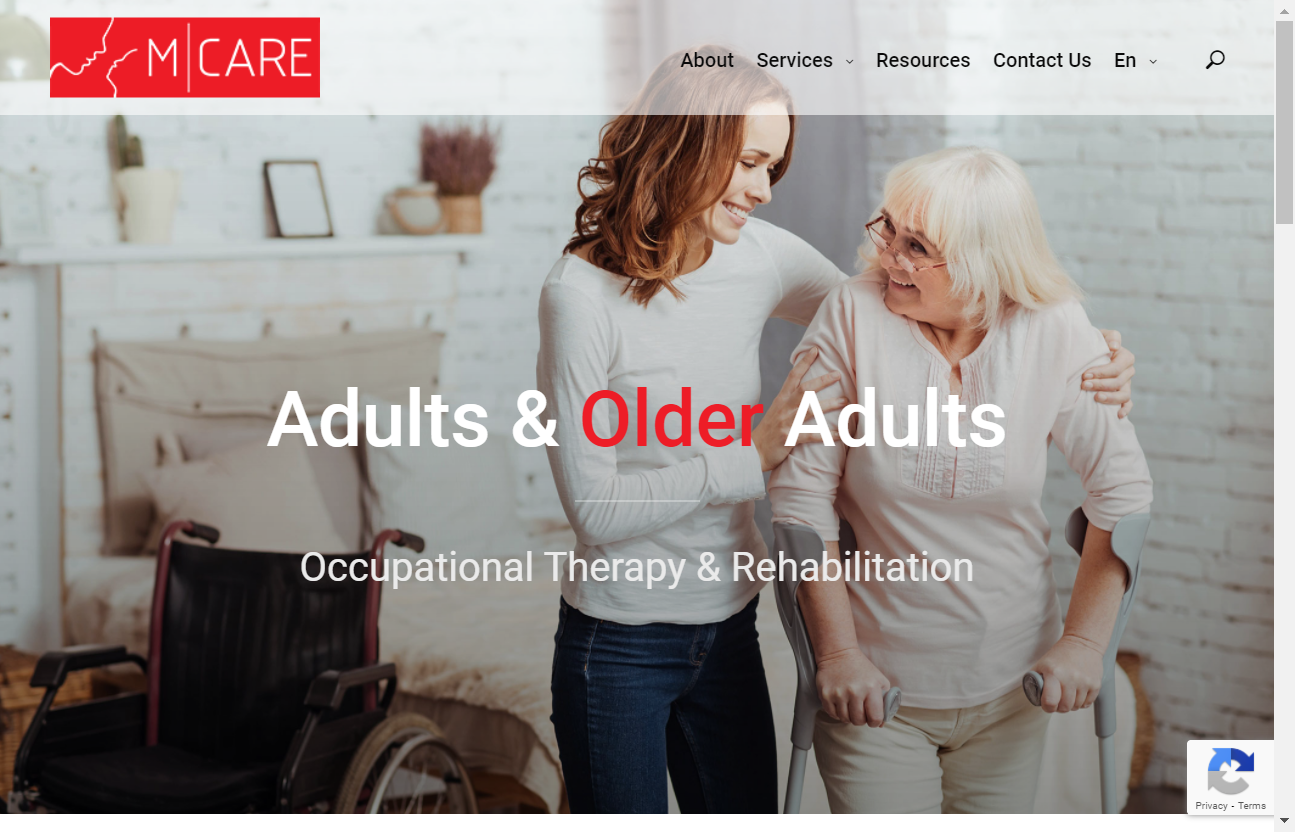 M|CARE
About Services Resources Contact Us En
Adults & Older Adults
Occupational Therapy & Rehabilitation
Privacy - Terms